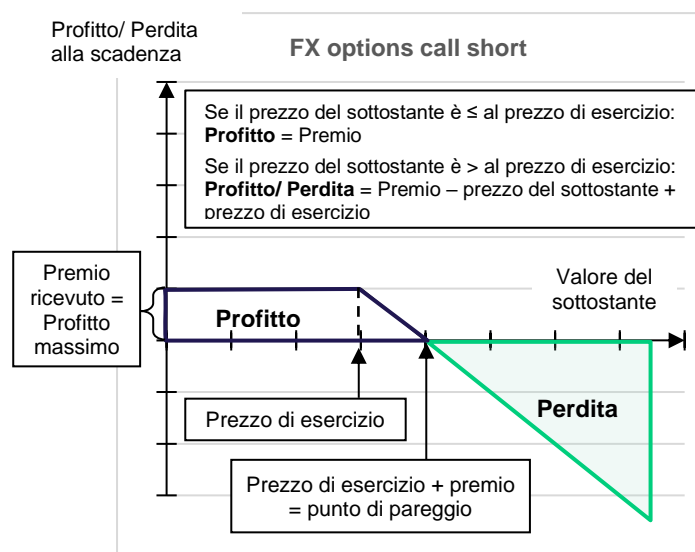 Profitto/ Perdita
alla scadenza
FX options call short
Se il prezzo del sottostante è ≤ al prezzo di esercizio:
Profitto = Premio
Se il prezzo del sottostante è > al prezzo di esercizio:
Profitto/ Perdita = Premio – prezzo del sottostante +
prezzo di esercizio
Premio
ricevuto =
Profitto
massimo
Profitto
Valore del
sottostante
Prezzo di esercizio
Perdita
Prezzo di esercizio + premio
= punto di pareggio